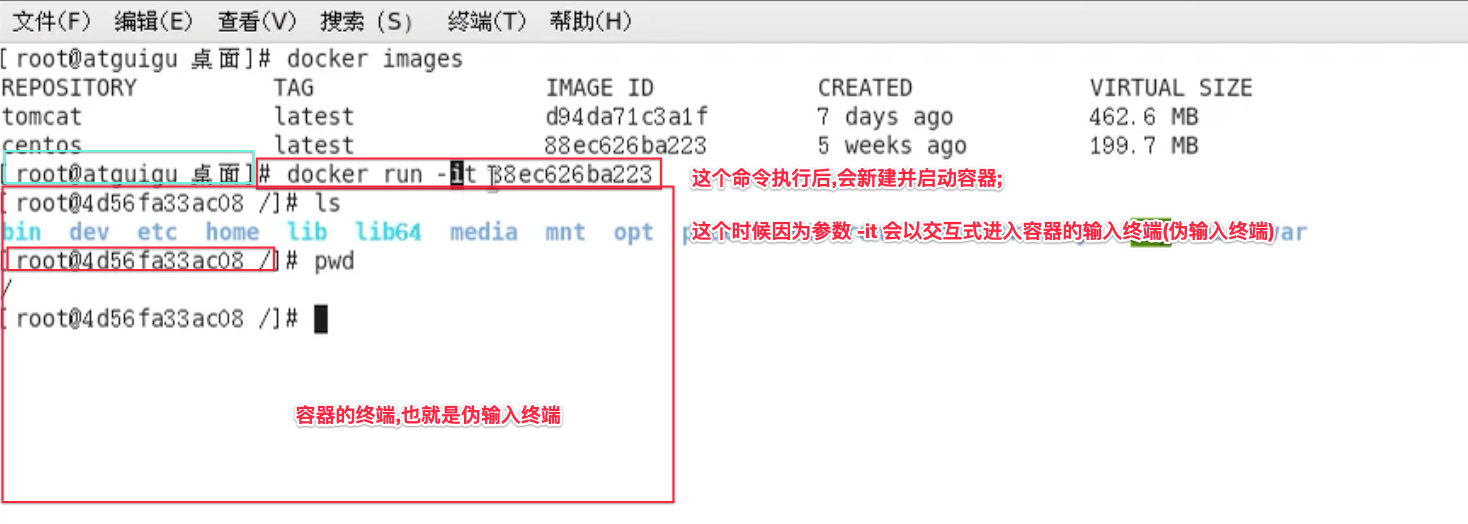 文件(F) 编辑(E) 查看(V) 搜索 (S) 终端(T) 帮助(H)
[root@atguigu 桌面]# docker images
REPOSITORY TAG IMAGE ID CREATED VIRTUAL SIZE
tomcat latest d94da71c3a1f 7 days ago 462.6 MB
centos latest 88ec626ba223 5 weeks ago 199.7 MB
[root@atguigu 桌面]# docker run -it 88ec626ba223 这个命令执行后,会新建并启动容器;
[root@4d56fa33ac08 /]# ls
bin dev etc home lib lib64 media mnt opt 这个时候因为参数 -it 会以交互式进入容器的输入终端(伪输入终端) var
[root@4d56fa33ac08 /]# pwd
/
[root@4d56fa33ac08 /]#
容器的终端,也就是伪输入终端